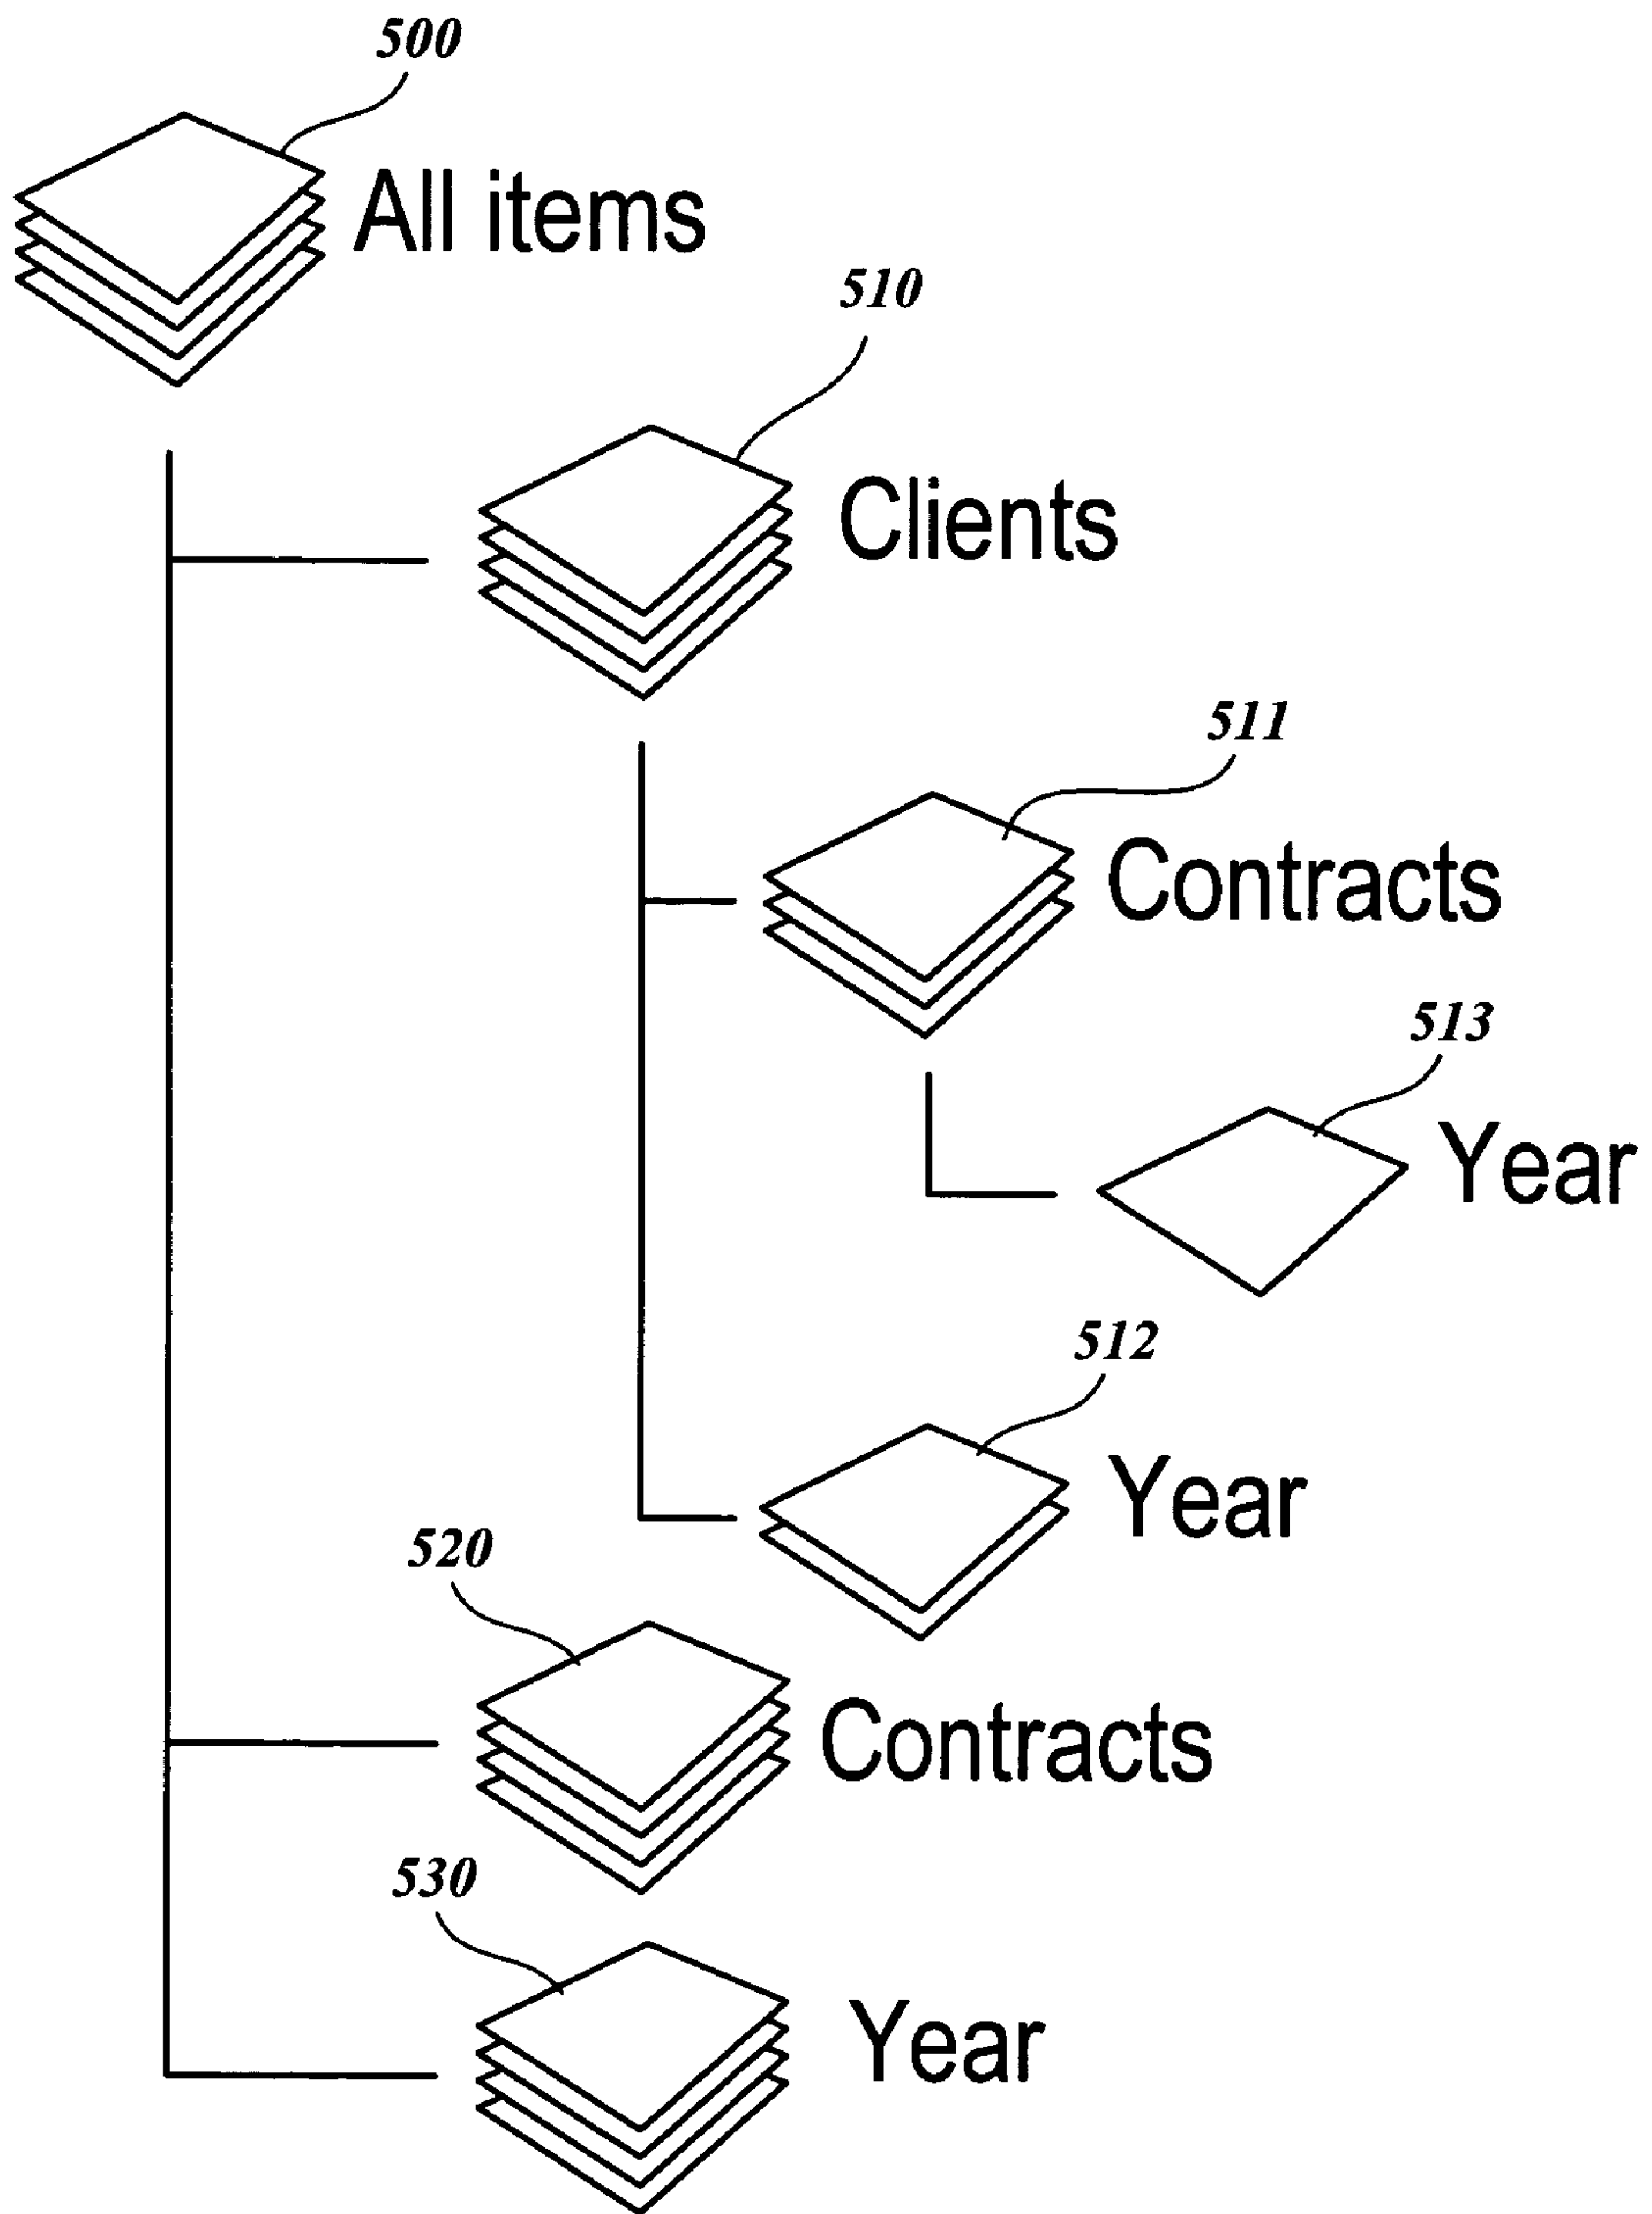 500
All items
510
Clients
511
Contracts
513
Year
512
Year
520
Contracts
530
Year